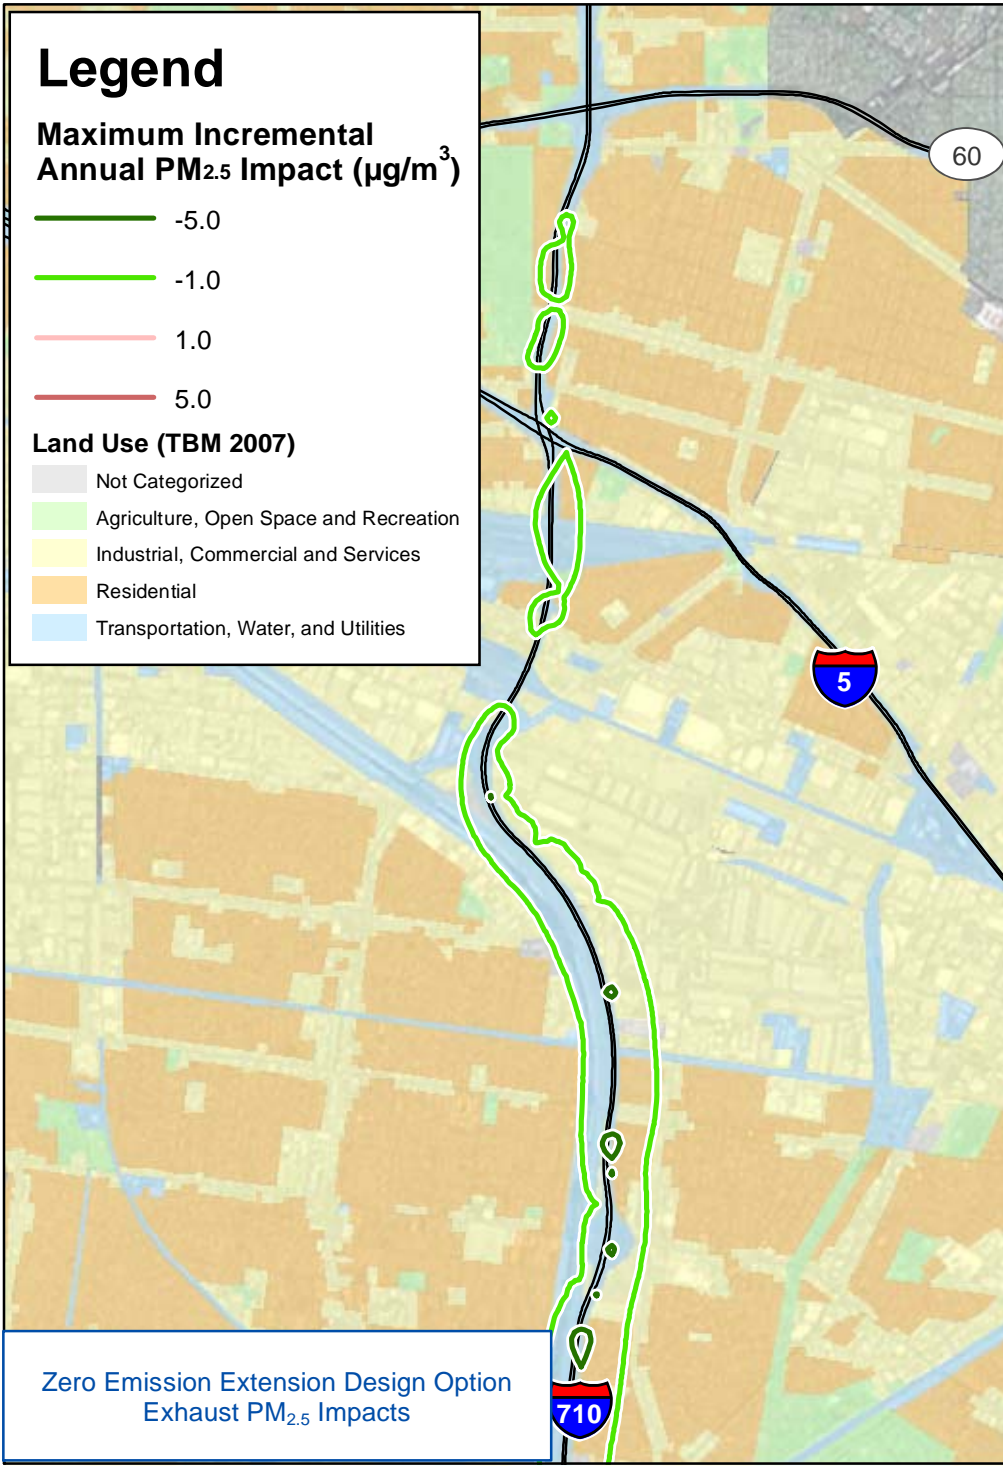 Legend
Maximum Incremental
Annual PM2.5 Impact (µg/m³)
-5.0
-1.0
1.0
5.0
Land Use (TBM 2007)
Not Categorized
Agriculture, Open Space and Recreation
Industrial, Commercial and Services
Residential
Transportation, Water, and Utilities
60
5
Zero Emission Extension Design Option
Exhaust PM2.5 Impacts
710